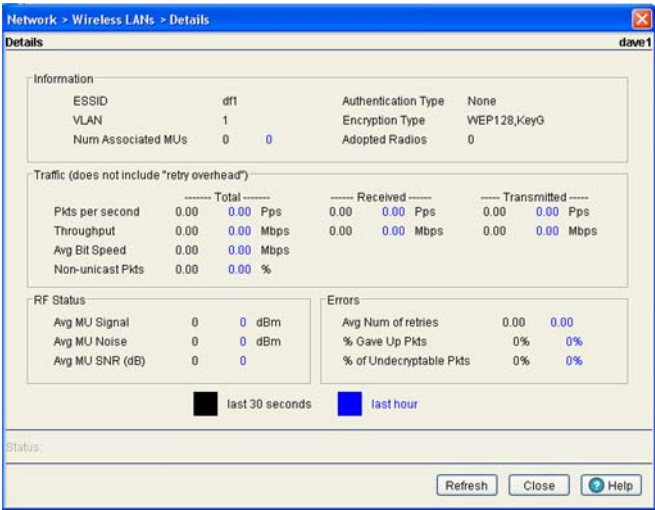 Network > Wireless LANs > Details
Details dave1
Information
ESSID df1 Authentication Type None
VLAN 1 Encryption Type WEP128,KeyG
Num Associated MUs 0 0 Adopted Radios 0
Traffic (does not include "retry overhead")
------- Total ------- ------ Received ------ ----- Transmitted -----
Pkts per second 0.00 0.00 Pps 0.00 0.00 Pps 0.00 0.00 Pps
Throughput 0.00 0.00 Mbps 0.00 0.00 Mbps 0.00 0.00 Mbps
Avg Bit Speed 0.00 0.00 Mbps
Non-unicast Pkts 0.00 0.00 %
RF Status
Avg MU Signal 0 0 dBm
Avg MU Noise 0 0 dBm
Avg MU SNR (dB) 0 0
Errors
Avg Num of retries 0.00 0.00
% Gave Up Pkts 0% 0%
% of Undecryptable Pkts 0% 0%
last 30 seconds last hour
Status:
Refresh Close ? Help